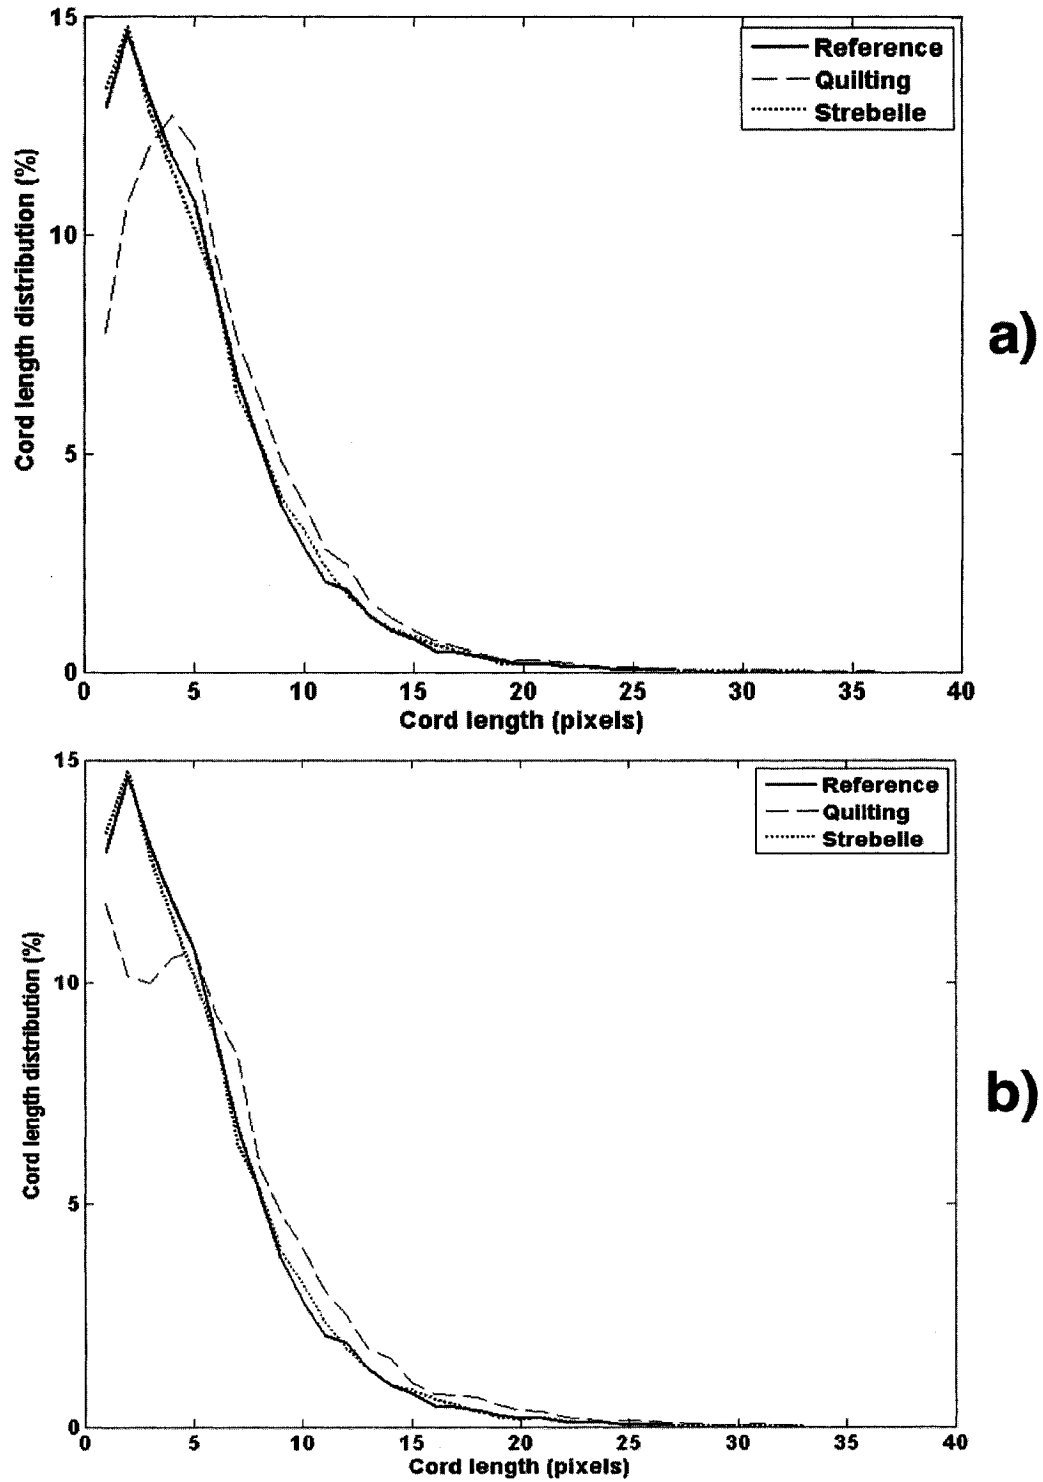 15
10
5
0
Cord length distribution (%)
Reference
Quilting
Strebelle
a)
0 5 10 15 20 25 30 35 40
Cord length (pixels)
15
10
5
0
Cord length distribution (%)
Reference
Quilting
Strebelle
b)
0 5 10 15 20 25 30 35 40
Cord length (pixels)